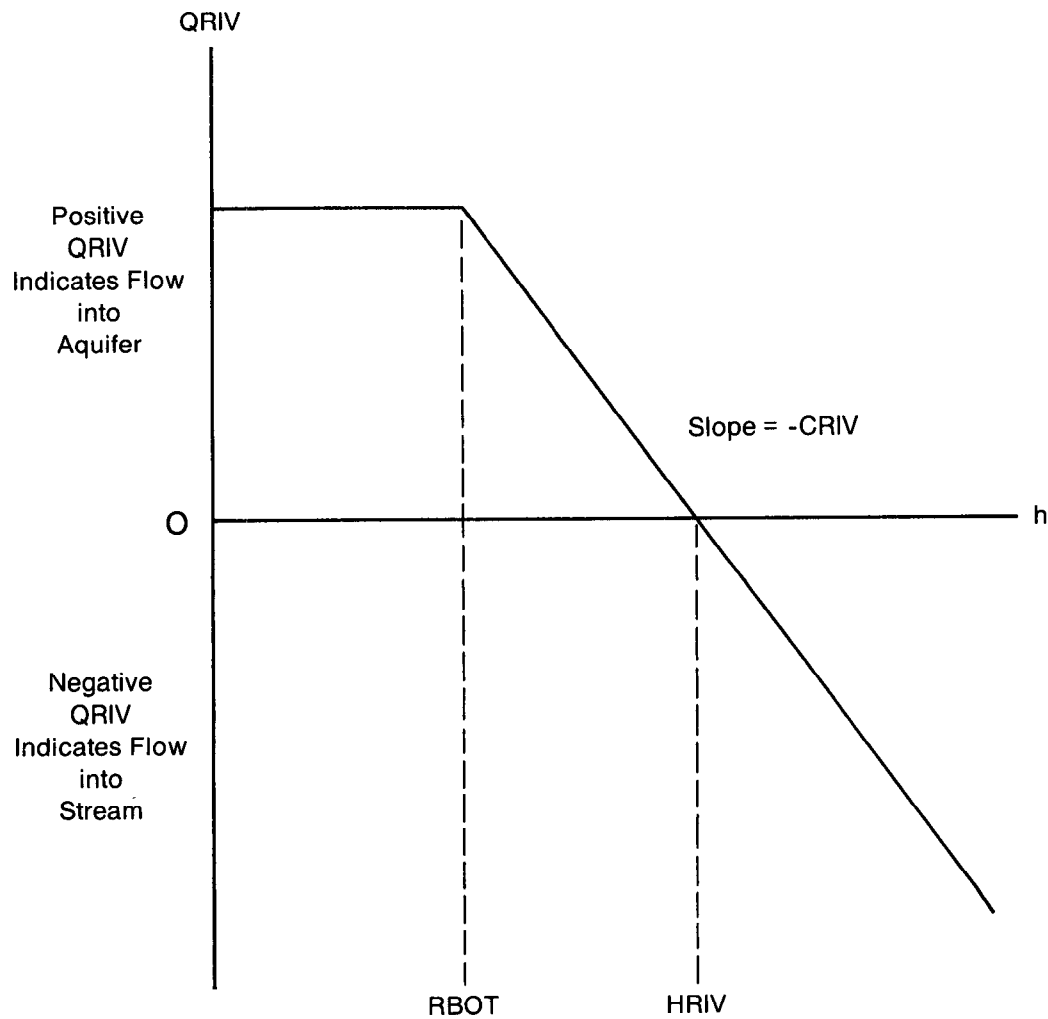 QRIV
Positive
QRIV
Indicates Flow
into
Aquifer
Slope = -CRIV
O
h
Negative
QRIV
Indicates Flow
into
Stream
RBOT
HRIV